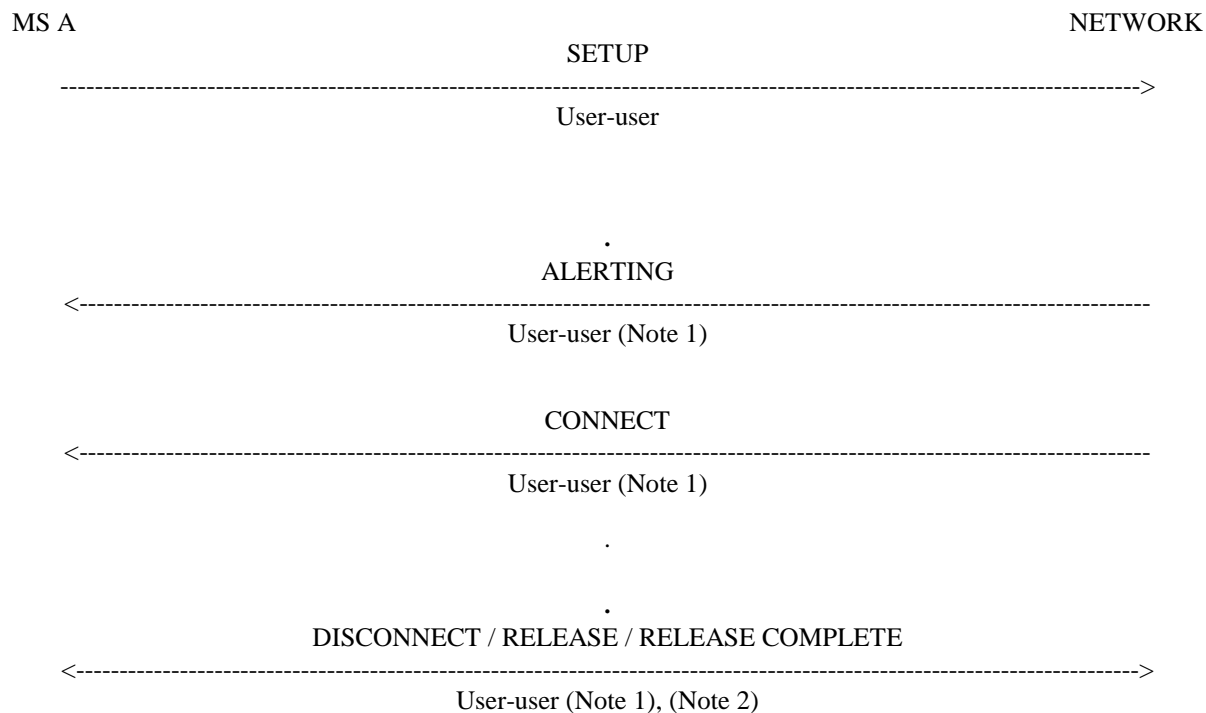 MS A NETWORK
SETUP
------------------------------------------------------------------------------------------------------------------------------>
User-user
.
ALERTING
<-----------------------------------------------------------------------------------------------------------------------------
User-user (Note 1)
CONNECT
<-----------------------------------------------------------------------------------------------------------------------------
User-user (Note 1)
.
.
DISCONNECT / RELEASE / RELEASE COMPLETE
<---------------------------------------------------------------------------------------------------------------------------->
User-user (Note 1), (Note 2)